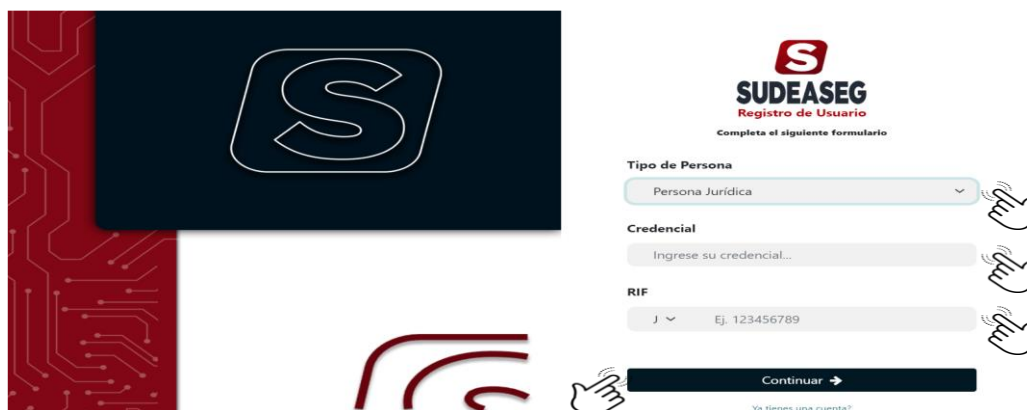 S
S
SUDEASEG
Registro de Usuario
Completa el siguiente formulario
Tipo de Persona
Persona Jurídica
Credencial
Ingrese su credencial...
RIF
J Ej. 123456789
Continuar →
Ya tienes una cuenta?